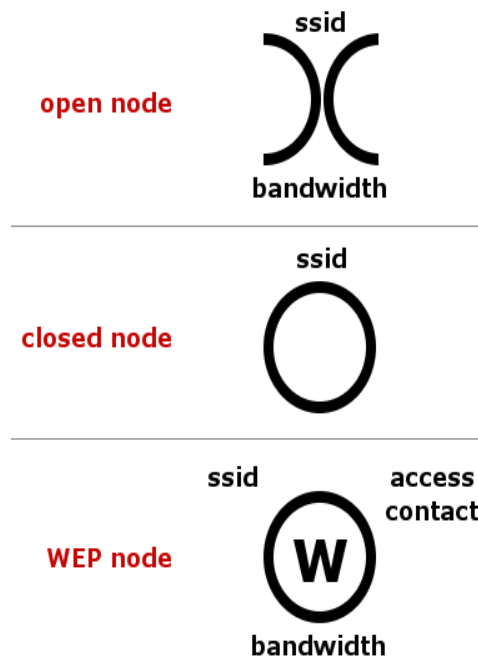 ssid
open node
bandwidth
ssid
closed node
ssid
access
contact
W
WEP node
bandwidth